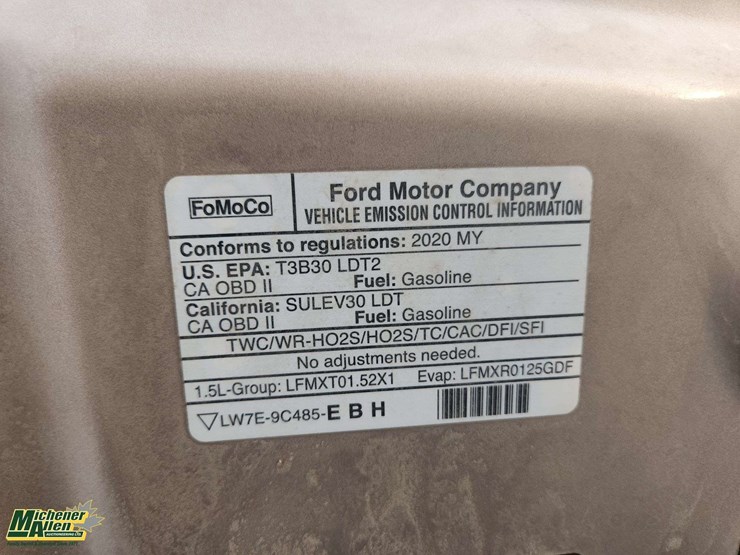 FoMoCo
Ford Motor Company
VEHICLE EMISSION CONTROL INFORMATION
Conforms to regulations: 2020 MY
U.S. EPA: T3B30 LDT2
CA OBD II Fuel: Gasoline
California: SULEV30 LDT
CA OBD II Fuel: Gasoline
TWC/WR-HO2S/HO2S/TC/CAC/DFI/SFI
No adjustments needed.
1.5L-Group: LFMXT01.52X1 Evap: LFMXR0125GDF
LW7E-9C485-E B H
Michener
Allen
AUCTIONEERING LTD.